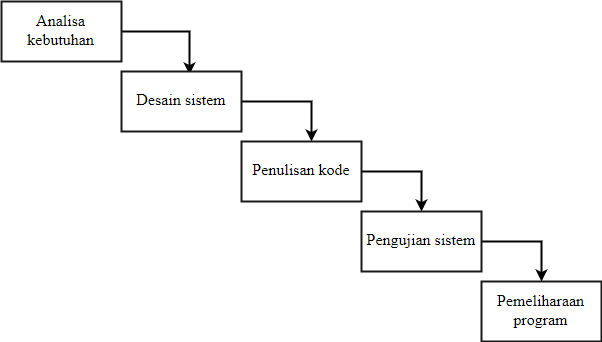 Analisa
kebutuhan
Desain sistem
Penulisan kode
Pengujian sistem
Pemeliharaan
program